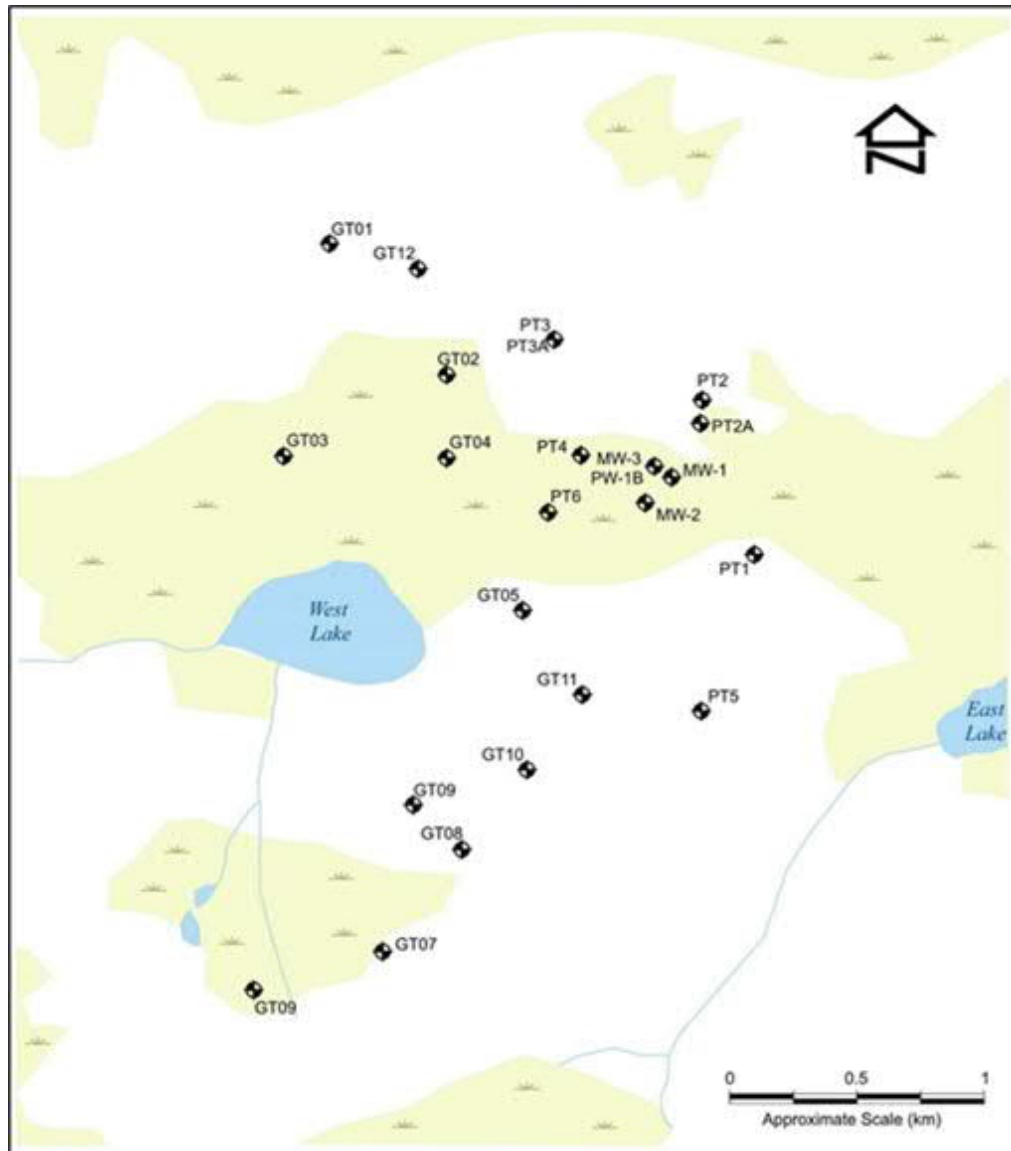 N
GT01
GT12
PT3
PT3A
GT02
PT2
PT2A
GT03
GT04
PT4
MW-3
PW-1B
MW-1
PT6
MW-2
PT1
GT05
West
Lake
GT11
PT5
East
Lake
GT10
GT09
GT08
GT07
GT09
0 0.5 1
Approximate Scale (km)